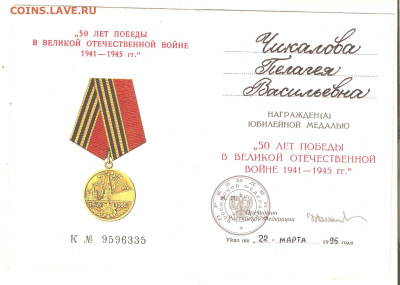 COINS.LAVE.RU
„50 ЛЕТ ПОБЕДЫ
В ВЕЛИКОЙ ОТЕЧЕСТВЕННОЙ ВОЙНЕ
1941—1945 гг.“
К № 9596335
Чикалова
Пелагея
Васильевна
НАГРАЖДЕН(А)
ЮБИЛЕЙНОЙ МЕДАЛЬЮ
„50 ЛЕТ ПОБЕДЫ
В ВЕЛИКОЙ ОТЕЧЕСТВЕННОЙ
ВОЙНЕ 1941—1945 гг.“
Президент
Российской Федерации
Указ от „22“ МАРТА 1995 года